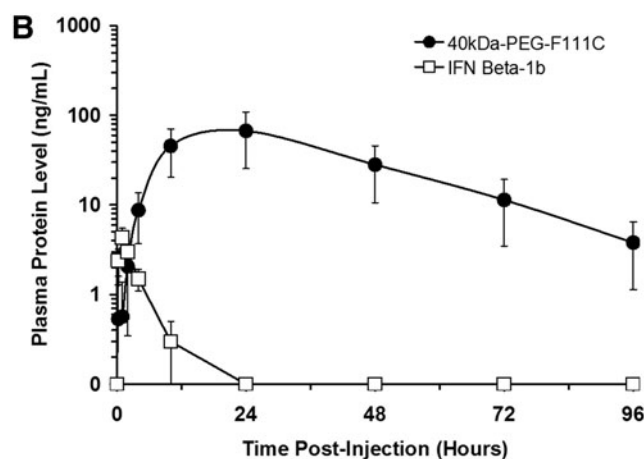 B
40kDa-PEG-F111C
IFN Beta-1b
Plasma Protein Level (ng/mL)
1000
100
10
1
0
0 24 48 72 96
Time Post-Injection (Hours)